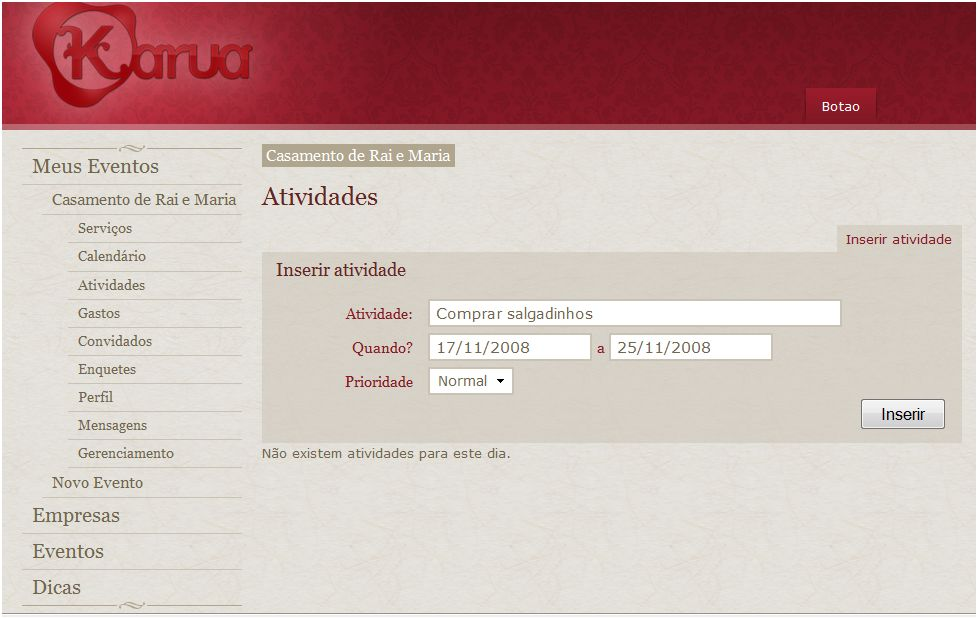 Karua
Botao
Meus Eventos
Casamento de Rai e Maria
Serviços
Calendário
Atividades
Gastos
Convidados
Enquetes
Perfil
Mensagens
Gerenciamento
Novo Evento
Empresas
Eventos
Dicas
Casamento de Rai e Maria
Atividades
Inserir atividade
Inserir atividade
Atividade: Comprar salgadinhos
Quando? 17/11/2008 a 25/11/2008
Prioridade Normal
Inserir
Não existem atividades para este dia.